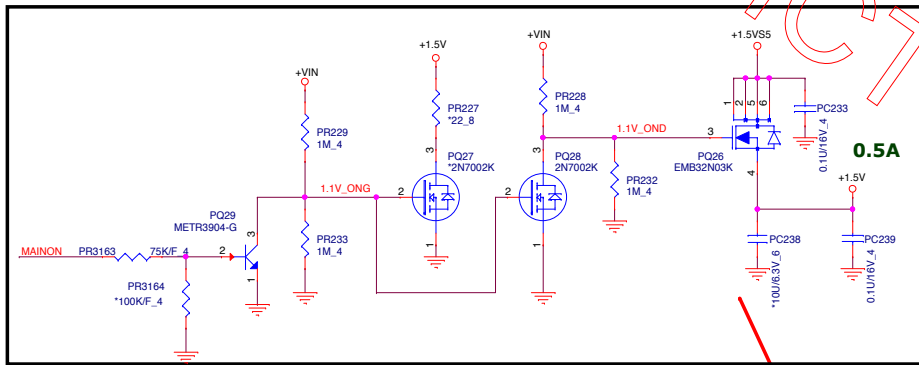 +VIN
PR229
1M_4
1.1V_ONG
PQ29
METR3904-G
3
2
1
MAINON
PR3163
75K/F_4
PR3164
*100K/F_4
PR233
1M_4
+1.5V
PR227
*22_8
3
PQ27
*2N7002K
2
1
+VIN
PR228
1M_4
3
PQ28
2N7002K
2
1
1.1V_OND
PR232
1M_4
+1.5VS5
1
2
5
6
3
PQ26
EMB32N03K
4
PC233
0.1U/16V_4
0.5A
+1.5V
PC238
*10U/6.3V_6
PC239
0.1U/16V_4